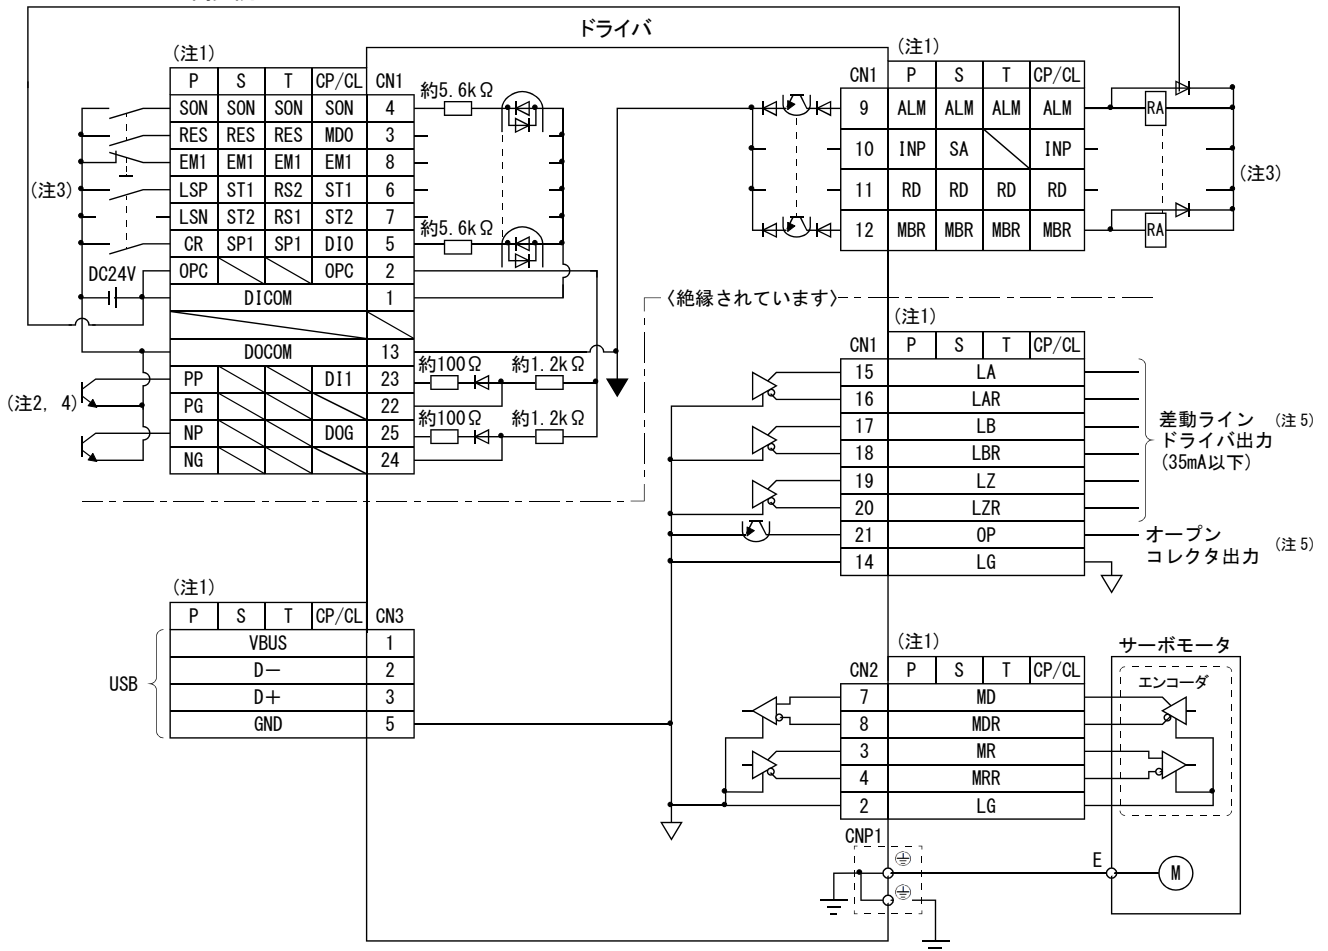 ドライバ
(注1)
P S T CP/CL CN1
SON SON SON SON 4 約5.6kΩ
RES RES RES MDO 3
EM1 EM1 EM1 EM1 8
(注3)
LSP ST1 RS2 ST1 6
LSN ST2 RS1 ST2 7
CR SP1 SP1 DI0 5 約5.6kΩ
OPC OPC 2
DC24V
DICOM 1
DOCOM 13
PP DI1 23 約100Ω 約1.2kΩ
(注2, 4)
PG 22
NP DOG 25 約100Ω 約1.2kΩ
NG 24
(注1)
CN1 P S T CP/CL
9 ALM ALM ALM ALM RA
10 INP SA INP
11 RD RD RD RD
12 MBR MBR MBR MBR RA
(注3)
〈絶縁されています〉
(注1)
CN1 P S T CP/CL
15 LA
16 LAR
17 LB
18 LBR
19 LZ
20 LZR
21 OP
14 LG
差動ライン (注5)
ドライバ出力
(35mA以下)
オープン
コレクタ出力 (注5)
(注1)
P S T CP/CL CN3
VBUS 1
D− 2
D+ 3
GND 5
USB
(注1)
CN2 P S T CP/CL
7 MD
8 MDR
3 MR
4 MRR
2 LG
CNP1
サーボモータ
エンコーダ
E
M